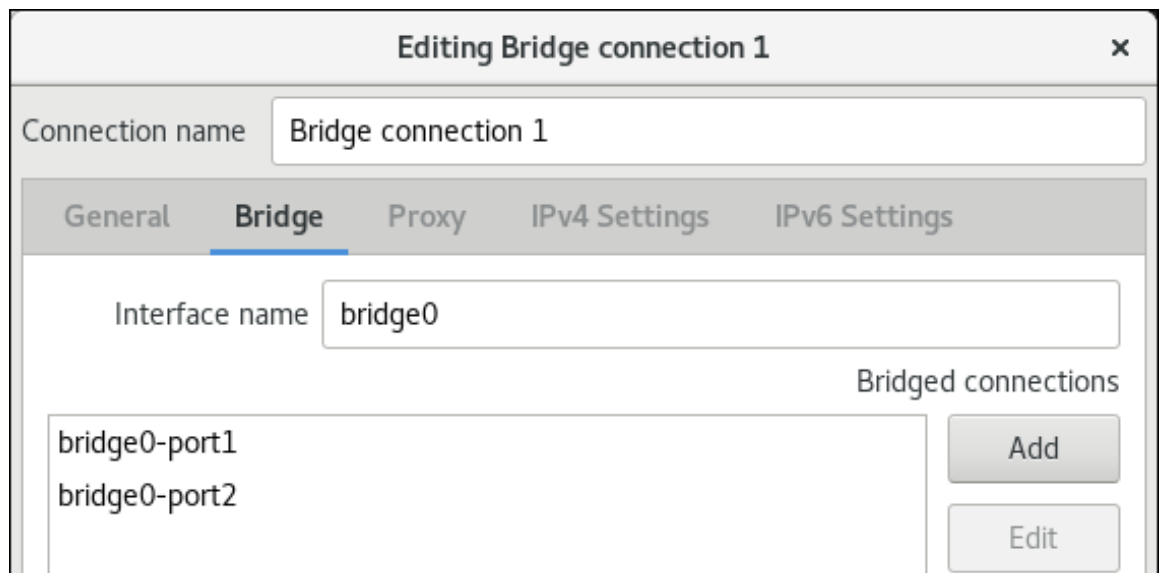 Editing Bridge connection 1 ×
Connection name Bridge connection 1
General Bridge Proxy IPv4 Settings IPv6 Settings
Interface name bridge0
Bridged connections
bridge0-port1 Add
bridge0-port2
Edit